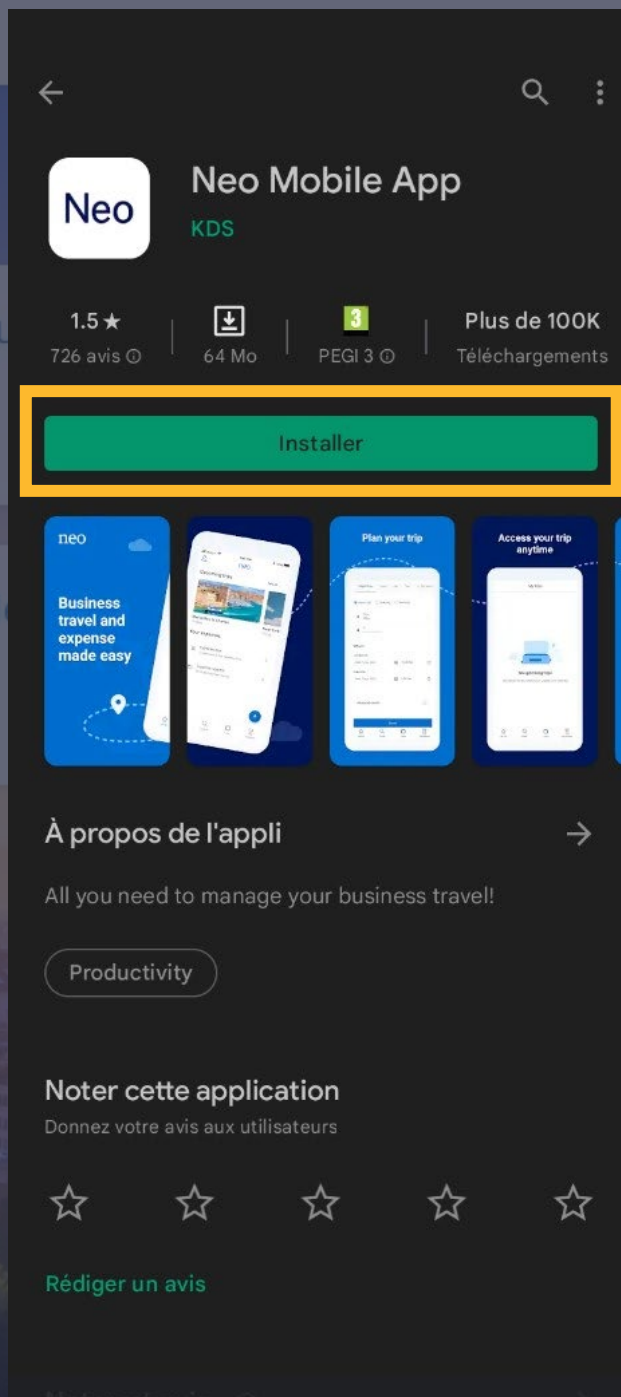 Neo
Neo Mobile App
KDS
1.5★
726 avis
64 Mo
3
PEGI 3
Plus de 100K
Téléchargements
Installer
neo
Business
travel and
expense
made easy
neo
Plan your trip
Access your trip
anytime
À propos de l'appli
All you need to manage your business travel!
Productivity
Noter cette application
Donnez votre avis aux utilisateurs
Rédiger un avis